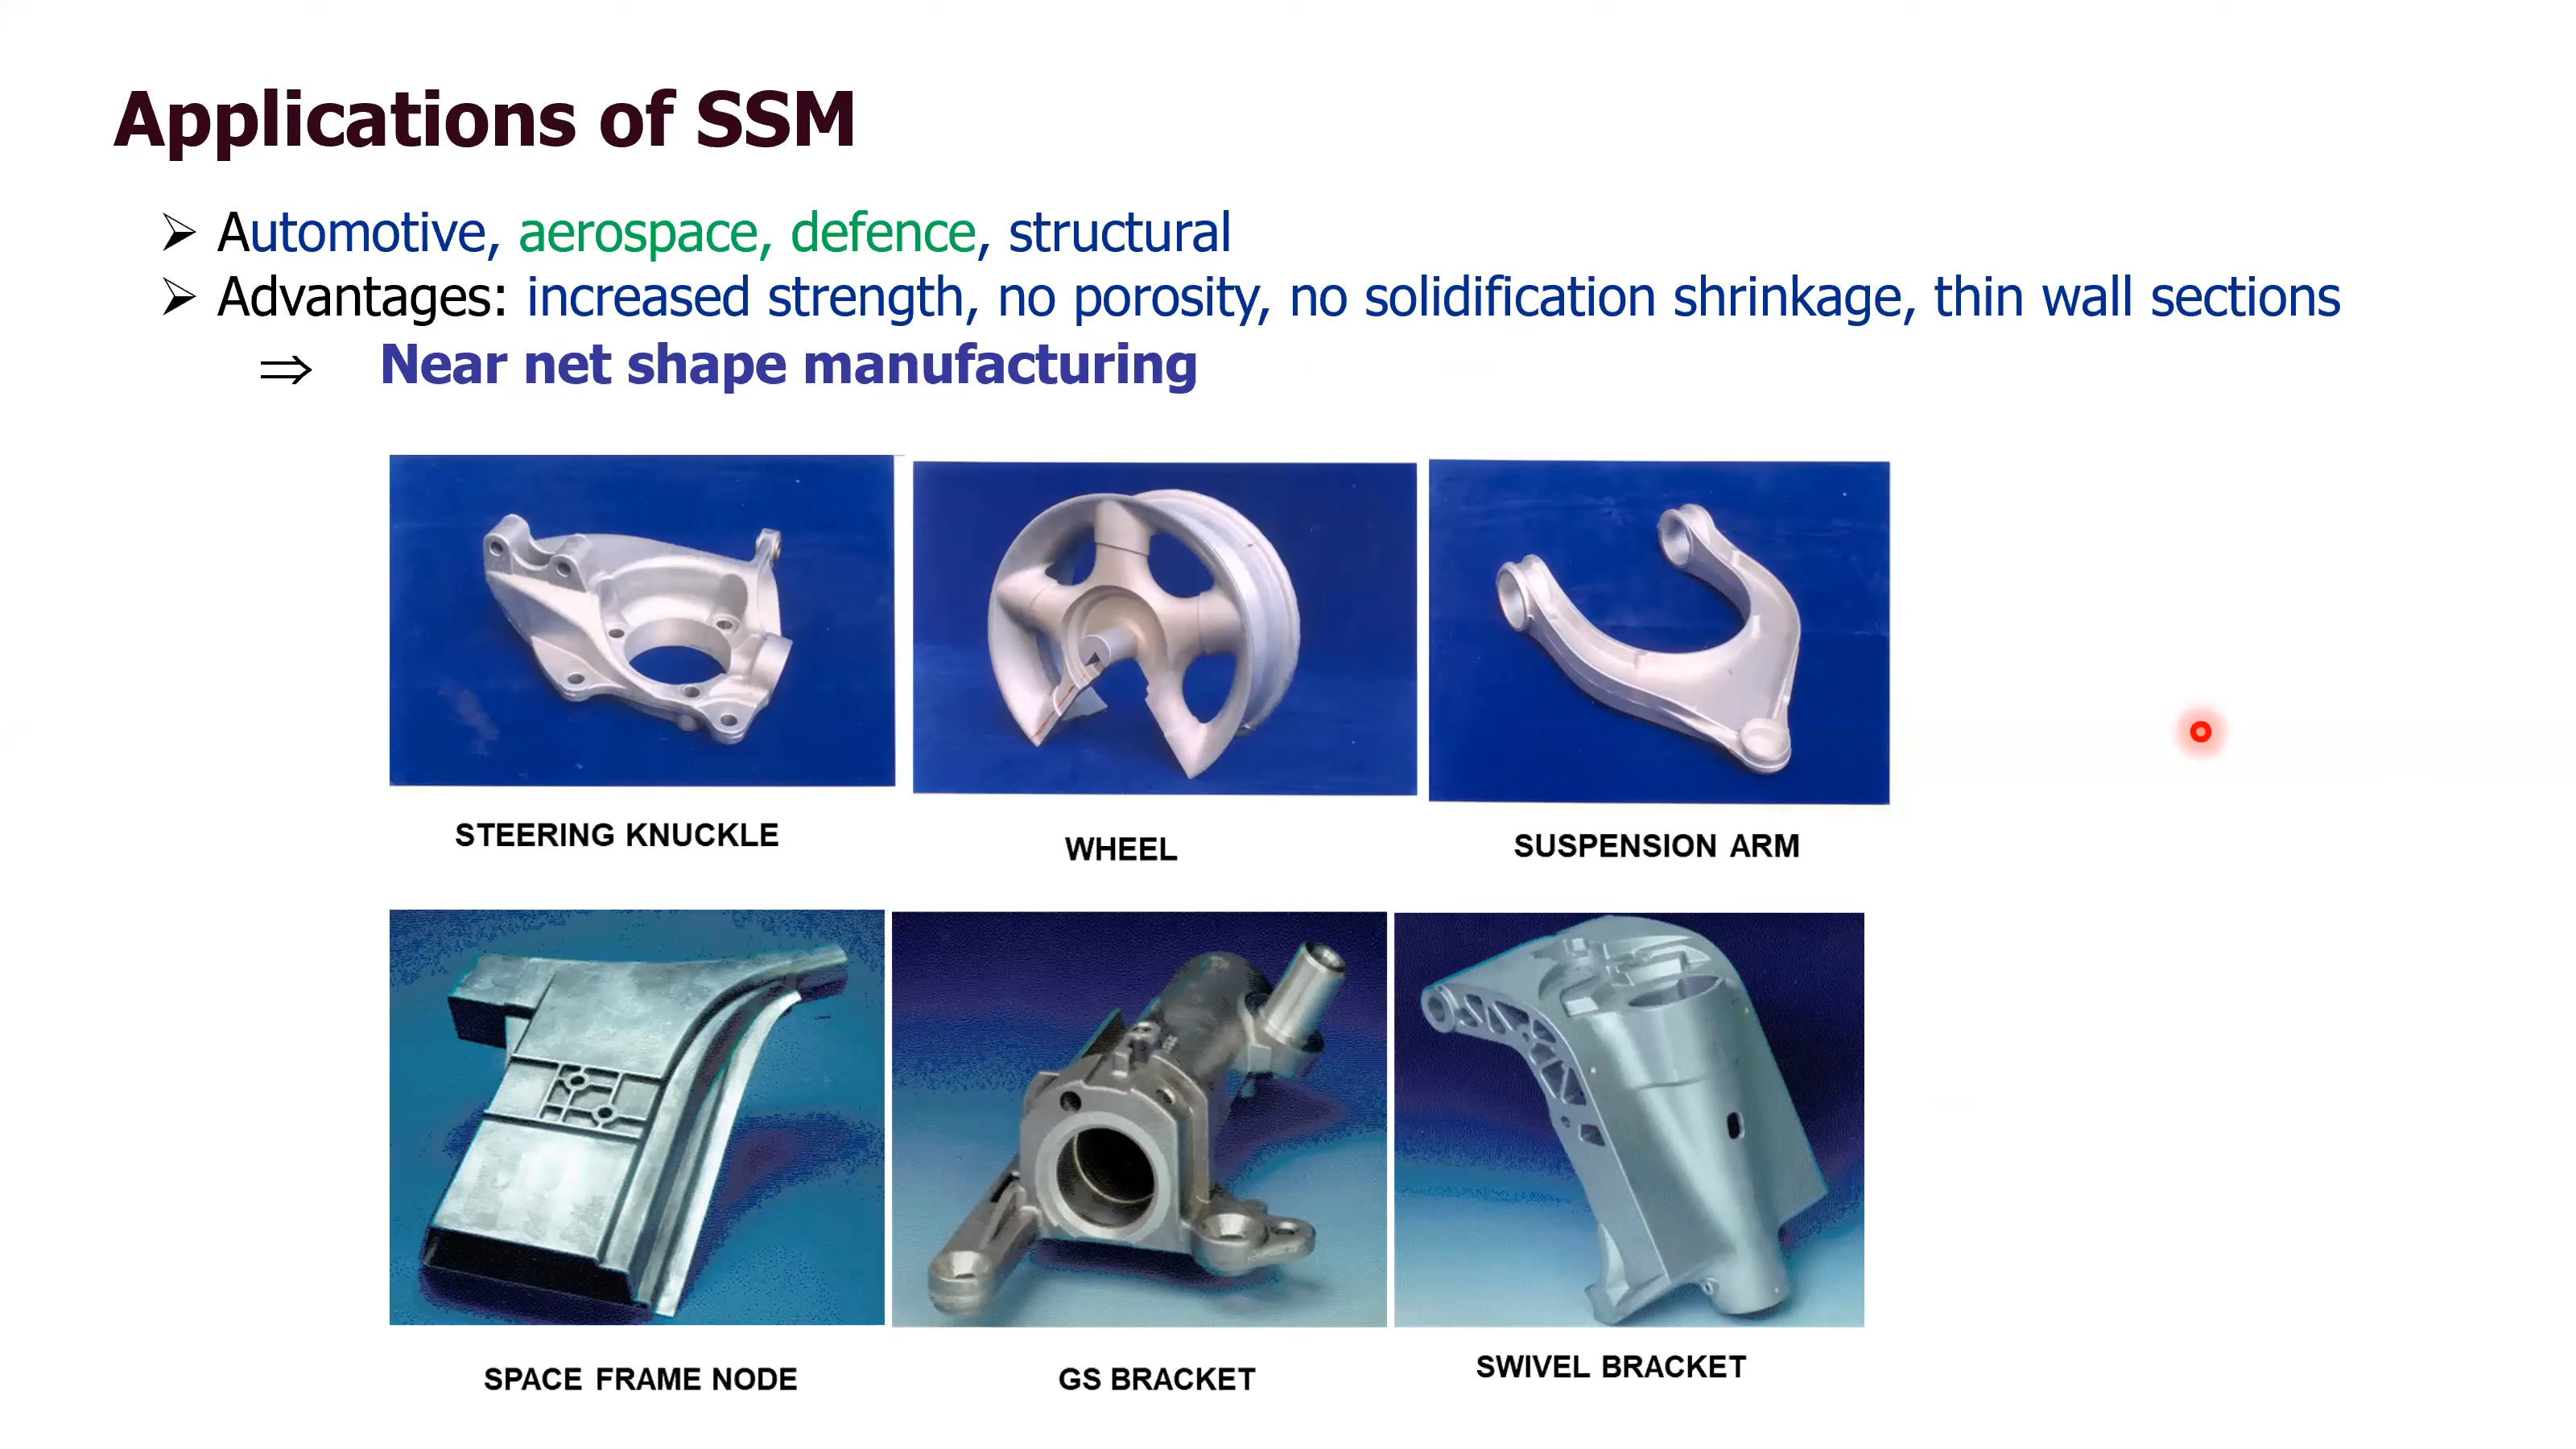 Applications of SSM
➢ Automotive, aerospace, defence, structural
➢ Advantages: increased strength, no porosity, no solidification shrinkage, thin wall sections
⇒ Near net shape manufacturing
STEERING KNUCKLE
WHEEL
SUSPENSION ARM
SPACE FRAME NODE
GS BRACKET
SWIVEL BRACKET